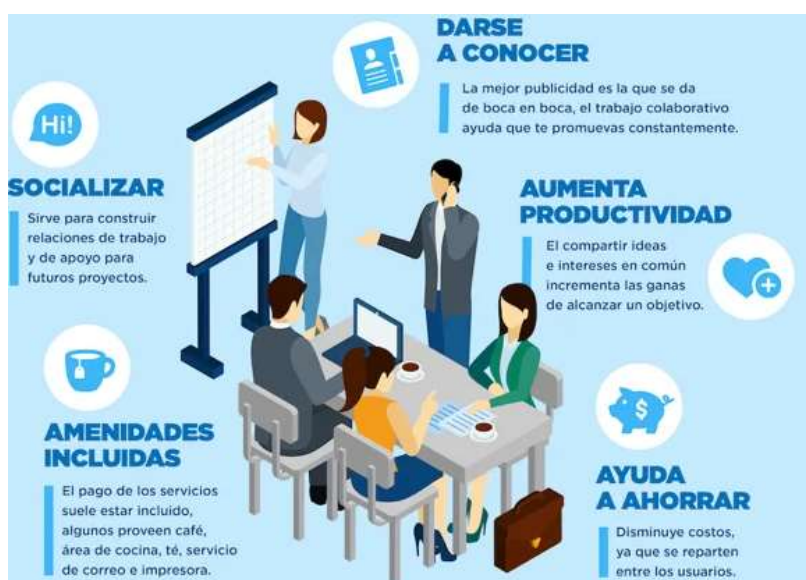 DARSE
A CONOCER
La mejor publicidad es la que se da
de boca en boca, el trabajo colaborativo
ayuda que te promuevas constantemente.
Hi!
SOCIALIZAR
Sirve para construir
relaciones de trabajo
y de apoyo para
futuros proyectos.
AUMENTA
PRODUCTIVIDAD
El compartir ideas
e intereses en común
incrementa las ganas
de alcanzar un objetivo.
AMENIDADES
INCLUIDAS
El pago de los servicios
suele estar incluido,
algunos proveen café,
área de cocina, té, servicio
de correo e impresora.
$
AYUDA
A AHORRAR
Disminuye costos,
ya que se reparten
entre los usuarios.